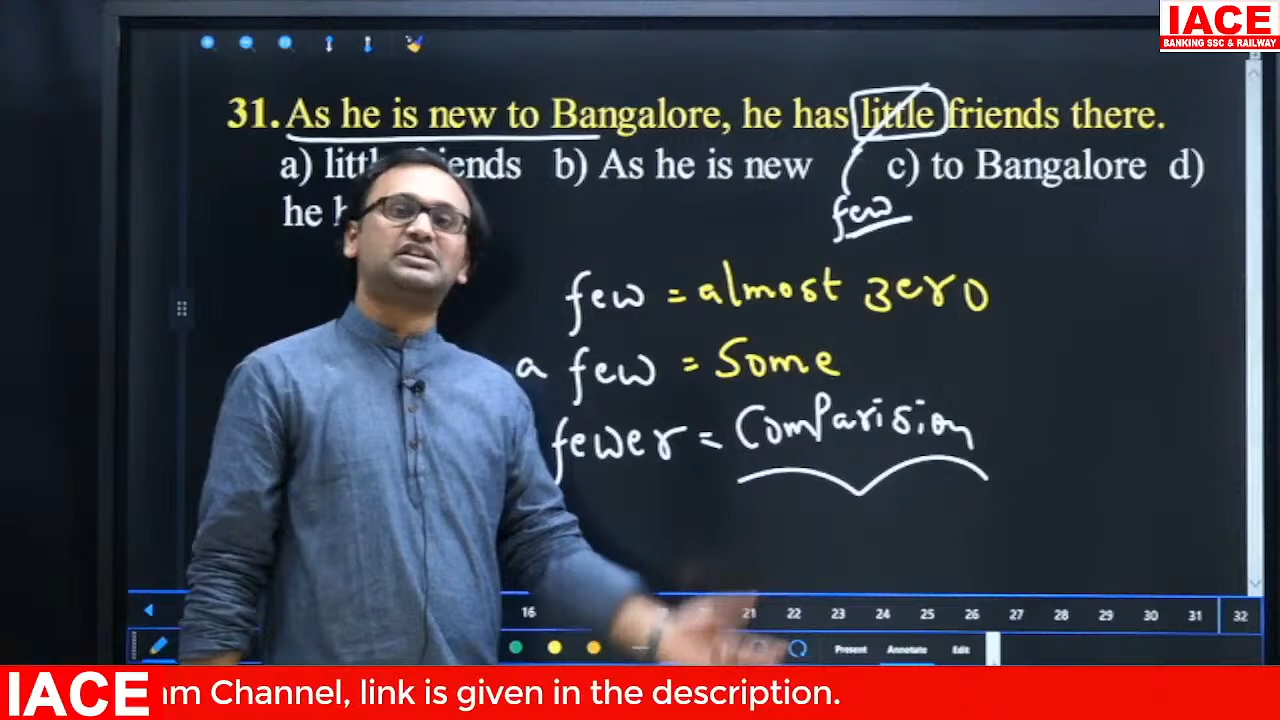 IACE
BANKING SSC & RAILWAY
31. As he is new to Bangalore, he has little friends there.
a) litt iends b) As he is new c) to Bangalore d)
he h
few
few = almost zero
a few = Some
fewer = Comparision
16 21 22 23 24 25 26 27 28 29 30 31 32
Present Annotate Edit
IACE am Channel, link is given in the description.